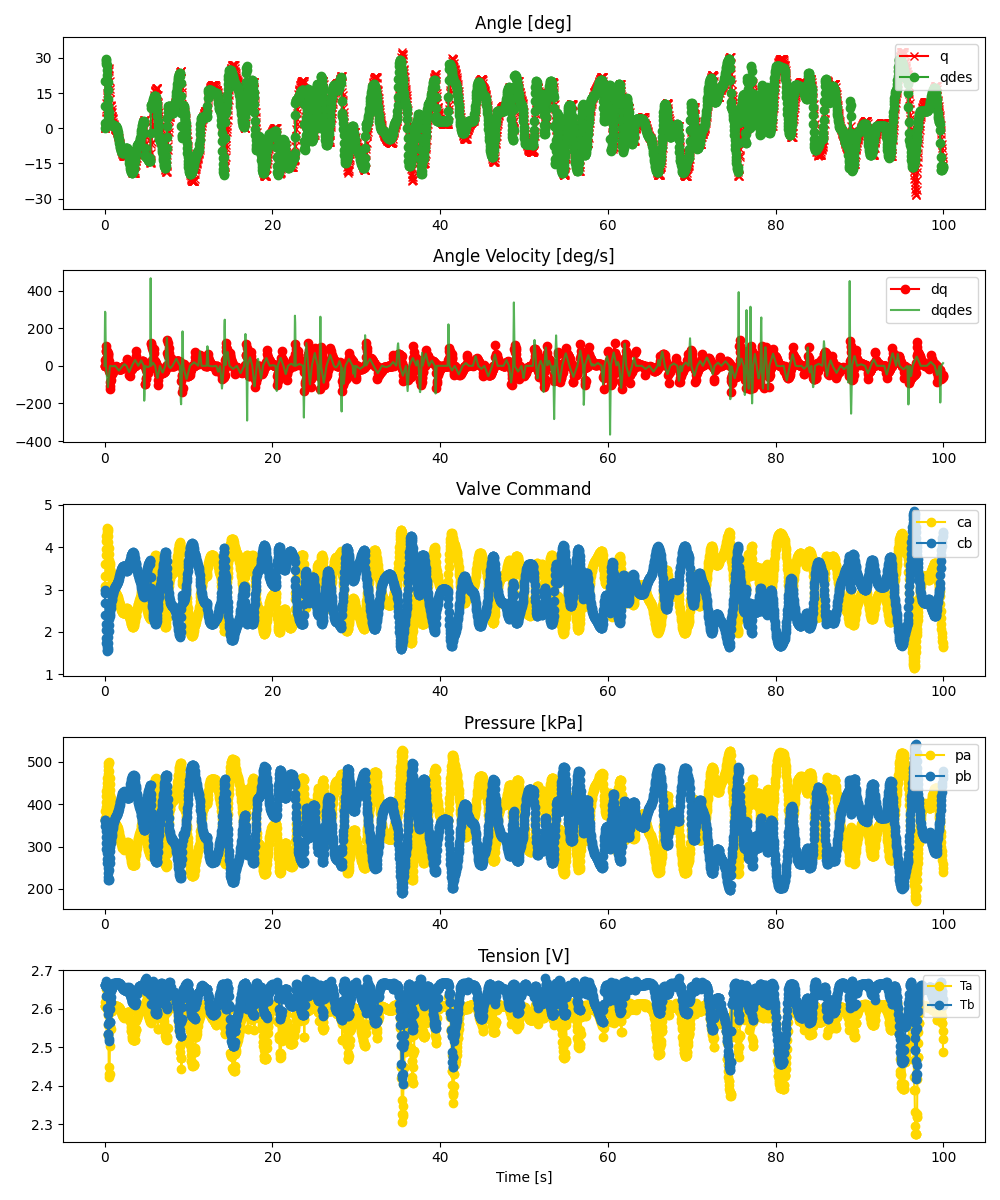 Angle [deg]
30
15
0
−15
−30
q
qdes
0 20 40 60 80 100
Angle Velocity [deg/s]
400
200
0
−200
−400
dq
dqdes
0 20 40 60 80 100
Valve Command
5
4
3
2
1
ca
cb
0 20 40 60 80 100
Pressure [kPa]
500
400
300
200
pa
pb
0 20 40 60 80 100
Tension [V]
2.7
2.6
2.5
2.4
2.3
Ta
Tb
0 20 40 60 80 100
Time [s]